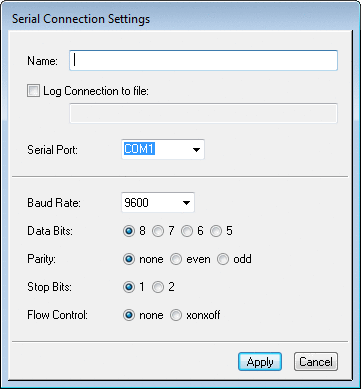 Serial Connection Settings
Name:
Log Connection to file:
Serial Port: COM1
Baud Rate: 9600
Data Bits: 8 7 6 5
Parity: none even odd
Stop Bits: 1 2
Flow Control: none xonxoff
Apply Cancel